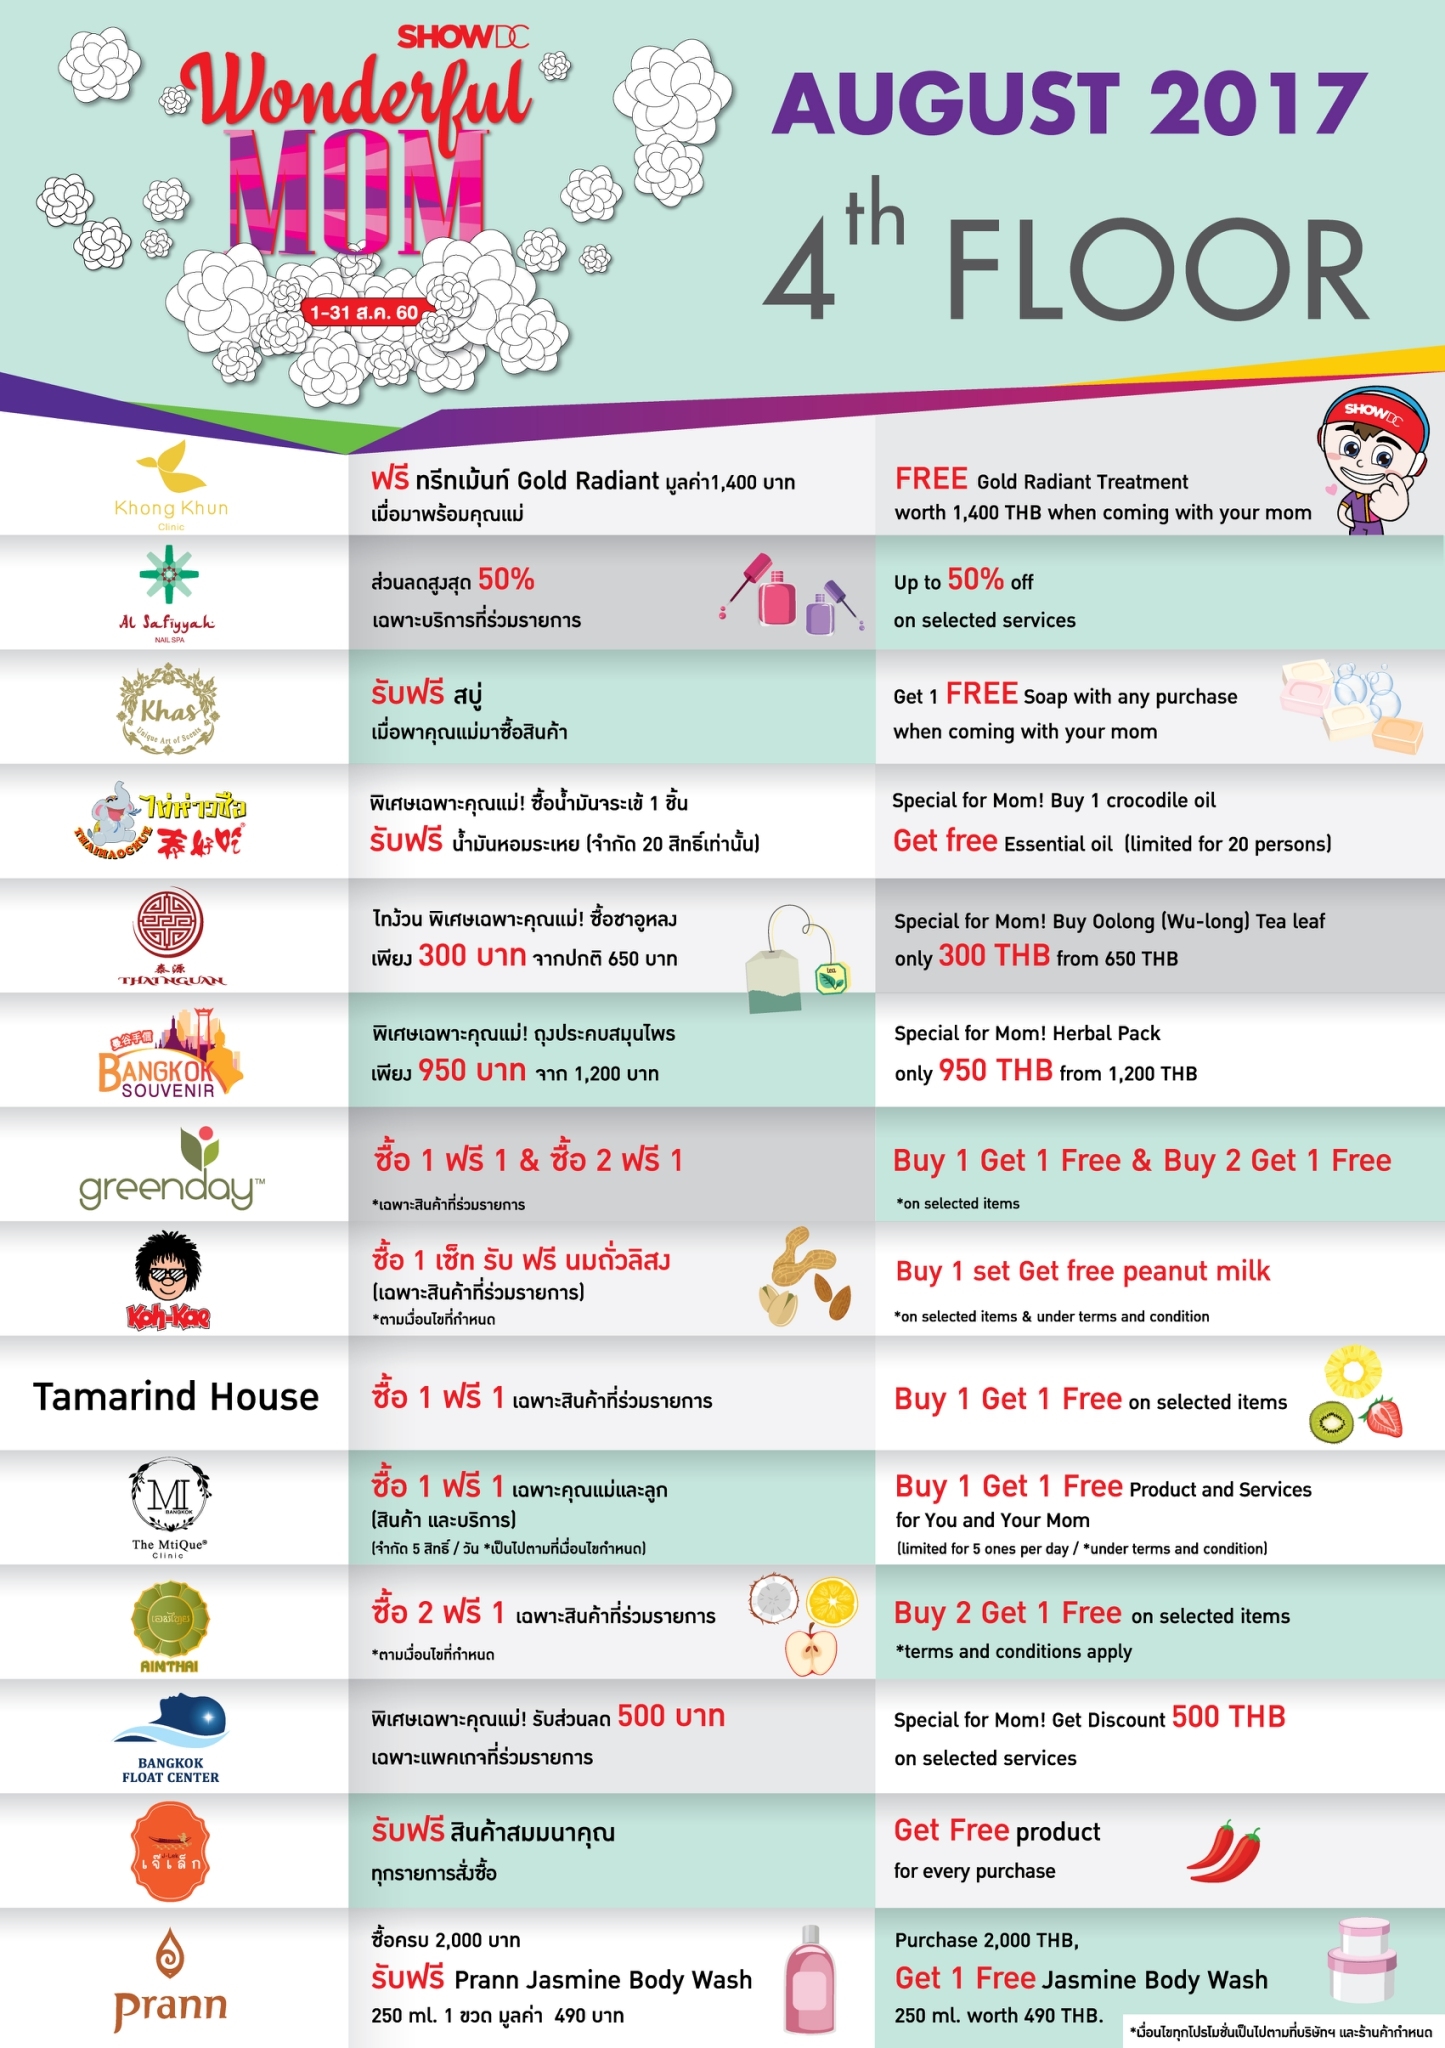 SHOWDC
Wonderful
MOM
1-31 ส.ค. 60
AUGUST 2017
4th FLOOR
SHOWDC
Khong Khun
Clinic
ฟรี ทรีทเม้นท์ Gold Radiant มูลค่า1,400 บาท
เมื่อมาพร้อมคุณแม่
FREE Gold Radiant Treatment
worth 1,400 THB when coming with your mom
Al Safiyyah
NAIL SPA
ส่วนลดสูงสุด 50%
เฉพาะบริการที่ร่วมรายการ
Up to 50% off
on selected services
Khas
Unique Art of Scents
รับฟรี สบู่
เมื่อพาคุณแม่มาซื้อสินค้า
Get 1 FREE Soap with any purchase
when coming with your mom
ไท่ห่าวชือ
THAIHAOCHUE
泰好吃
พิเศษเฉพาะคุณแม่! ซื้อน้ำมันจระเข้ 1 ชิ้น
รับฟรี น้ำมันหอมระเหย (จำกัด 20 สิทธิ์เท่านั้น)
Special for Mom! Buy 1 crocodile oil
Get free Essential oil (limited for 20 persons)
泰源
THAINGUAN
ไทง้วน พิเศษเฉพาะคุณแม่! ซื้อชาอูหลง
เพียง 300 บาท จากปกติ 650 บาท
tea
Special for Mom! Buy Oolong (Wu-long) Tea leaf
only 300 THB from 650 THB
曼谷手信
BANGKOK
SOUVENIR
พิเศษเฉพาะคุณแม่! ถุงประคบสมุนไพร
เพียง 950 บาท จาก 1,200 บาท
Special for Mom! Herbal Pack
only 950 THB from 1,200 THB
greenday™
ซื้อ 1 ฟรี 1 & ซื้อ 2 ฟรี 1
*เฉพาะสินค้าที่ร่วมรายการ
Buy 1 Get 1 Free & Buy 2 Get 1 Free
*on selected items
Koh-Kae
ซื้อ 1 เซ็ท รับ ฟรี นมถั่วลิสง
(เฉพาะสินค้าที่ร่วมรายการ)
*ตามเงื่อนไขที่กำหนด
Buy 1 set Get free peanut milk
*on selected items & under terms and condition
Tamarind House
ซื้อ 1 ฟรี 1 เฉพาะสินค้าที่ร่วมรายการ
Buy 1 Get 1 Free on selected items
MI
BANGKOK
The MtiQue®
Clinic
ซื้อ 1 ฟรี 1 เฉพาะคุณแม่และลูก
(สินค้า และบริการ)
(จำกัด 5 สิทธิ์ / วัน *เป็นไปตามที่เงื่อนไขกำหนด)
Buy 1 Get 1 Free Product and Services
for You and Your Mom
(limited for 5 ones per day / *under terms and condition)
เอมไทย
AIMTHAI
ซื้อ 2 ฟรี 1 เฉพาะสินค้าที่ร่วมรายการ
*ตามเงื่อนไขที่กำหนด
Buy 2 Get 1 Free on selected items
*terms and conditions apply
BANGKOK
FLOAT CENTER
พิเศษเฉพาะคุณแม่! รับส่วนลด 500 บาท
เฉพาะแพคเกจที่ร่วมรายการ
Special for Mom! Get Discount 500 THB
on selected services
J-Lek
เจ๊เล็ก
รับฟรี สินค้าสมมนาคุณ
ทุกรายการสั่งซื้อ
Get Free product
for every purchase
Prann
ซื้อครบ 2,000 บาท
รับฟรี Prann Jasmine Body Wash
250 ml. 1 ขวด มูลค่า 490 บาท
Purchase 2,000 THB,
Get 1 Free Jasmine Body Wash
250 ml. worth 490 THB.
*เงื่อนไขทุกโปรโมชั่นเป็นไปตามที่บริษัทฯ และร้านค้ากำหนด